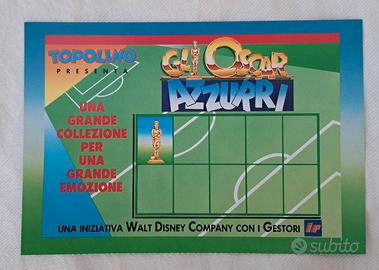 TOPOLINO
PRESENTA
GLI OSCAR
AZZURRI
UNA
GRANDE
COLLEZIONE
PER
UNA
GRANDE
EMOZIONE
UNA INIZIATIVA WALT DISNEY COMPANY CON I GESTORI IP
subito